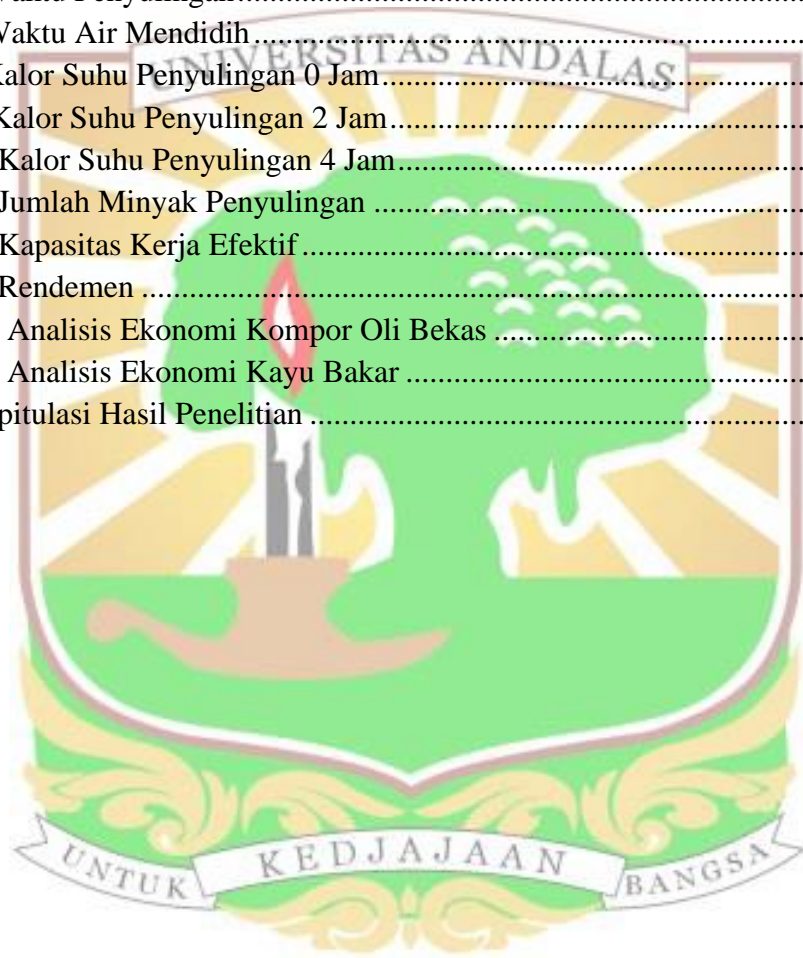 Penyulingan....................................................................................
Waktu Air Mendidih....................................................................................
UNIVERSITAS ANDALAS
Kalor Suhu Penyulingan 0 Jam................................................................
Kalor Suhu Penyulingan 2 Jam...............................................................
Kalor Suhu Penyulingan 4 Jam..............................................................
Jumlah Minyak Penyulingan .................................................................
Kapasitas Kerja Efektif............................................................................
Rendemen ....................................................................................................
Analisis Ekonomi Kompor Oli Bekas ................................................
Analisis Ekonomi Kayu Bakar .............................................................
pitulasi Hasil Penelitian ...........................................................................
UNTUK KEDJAJAAN BANGSA